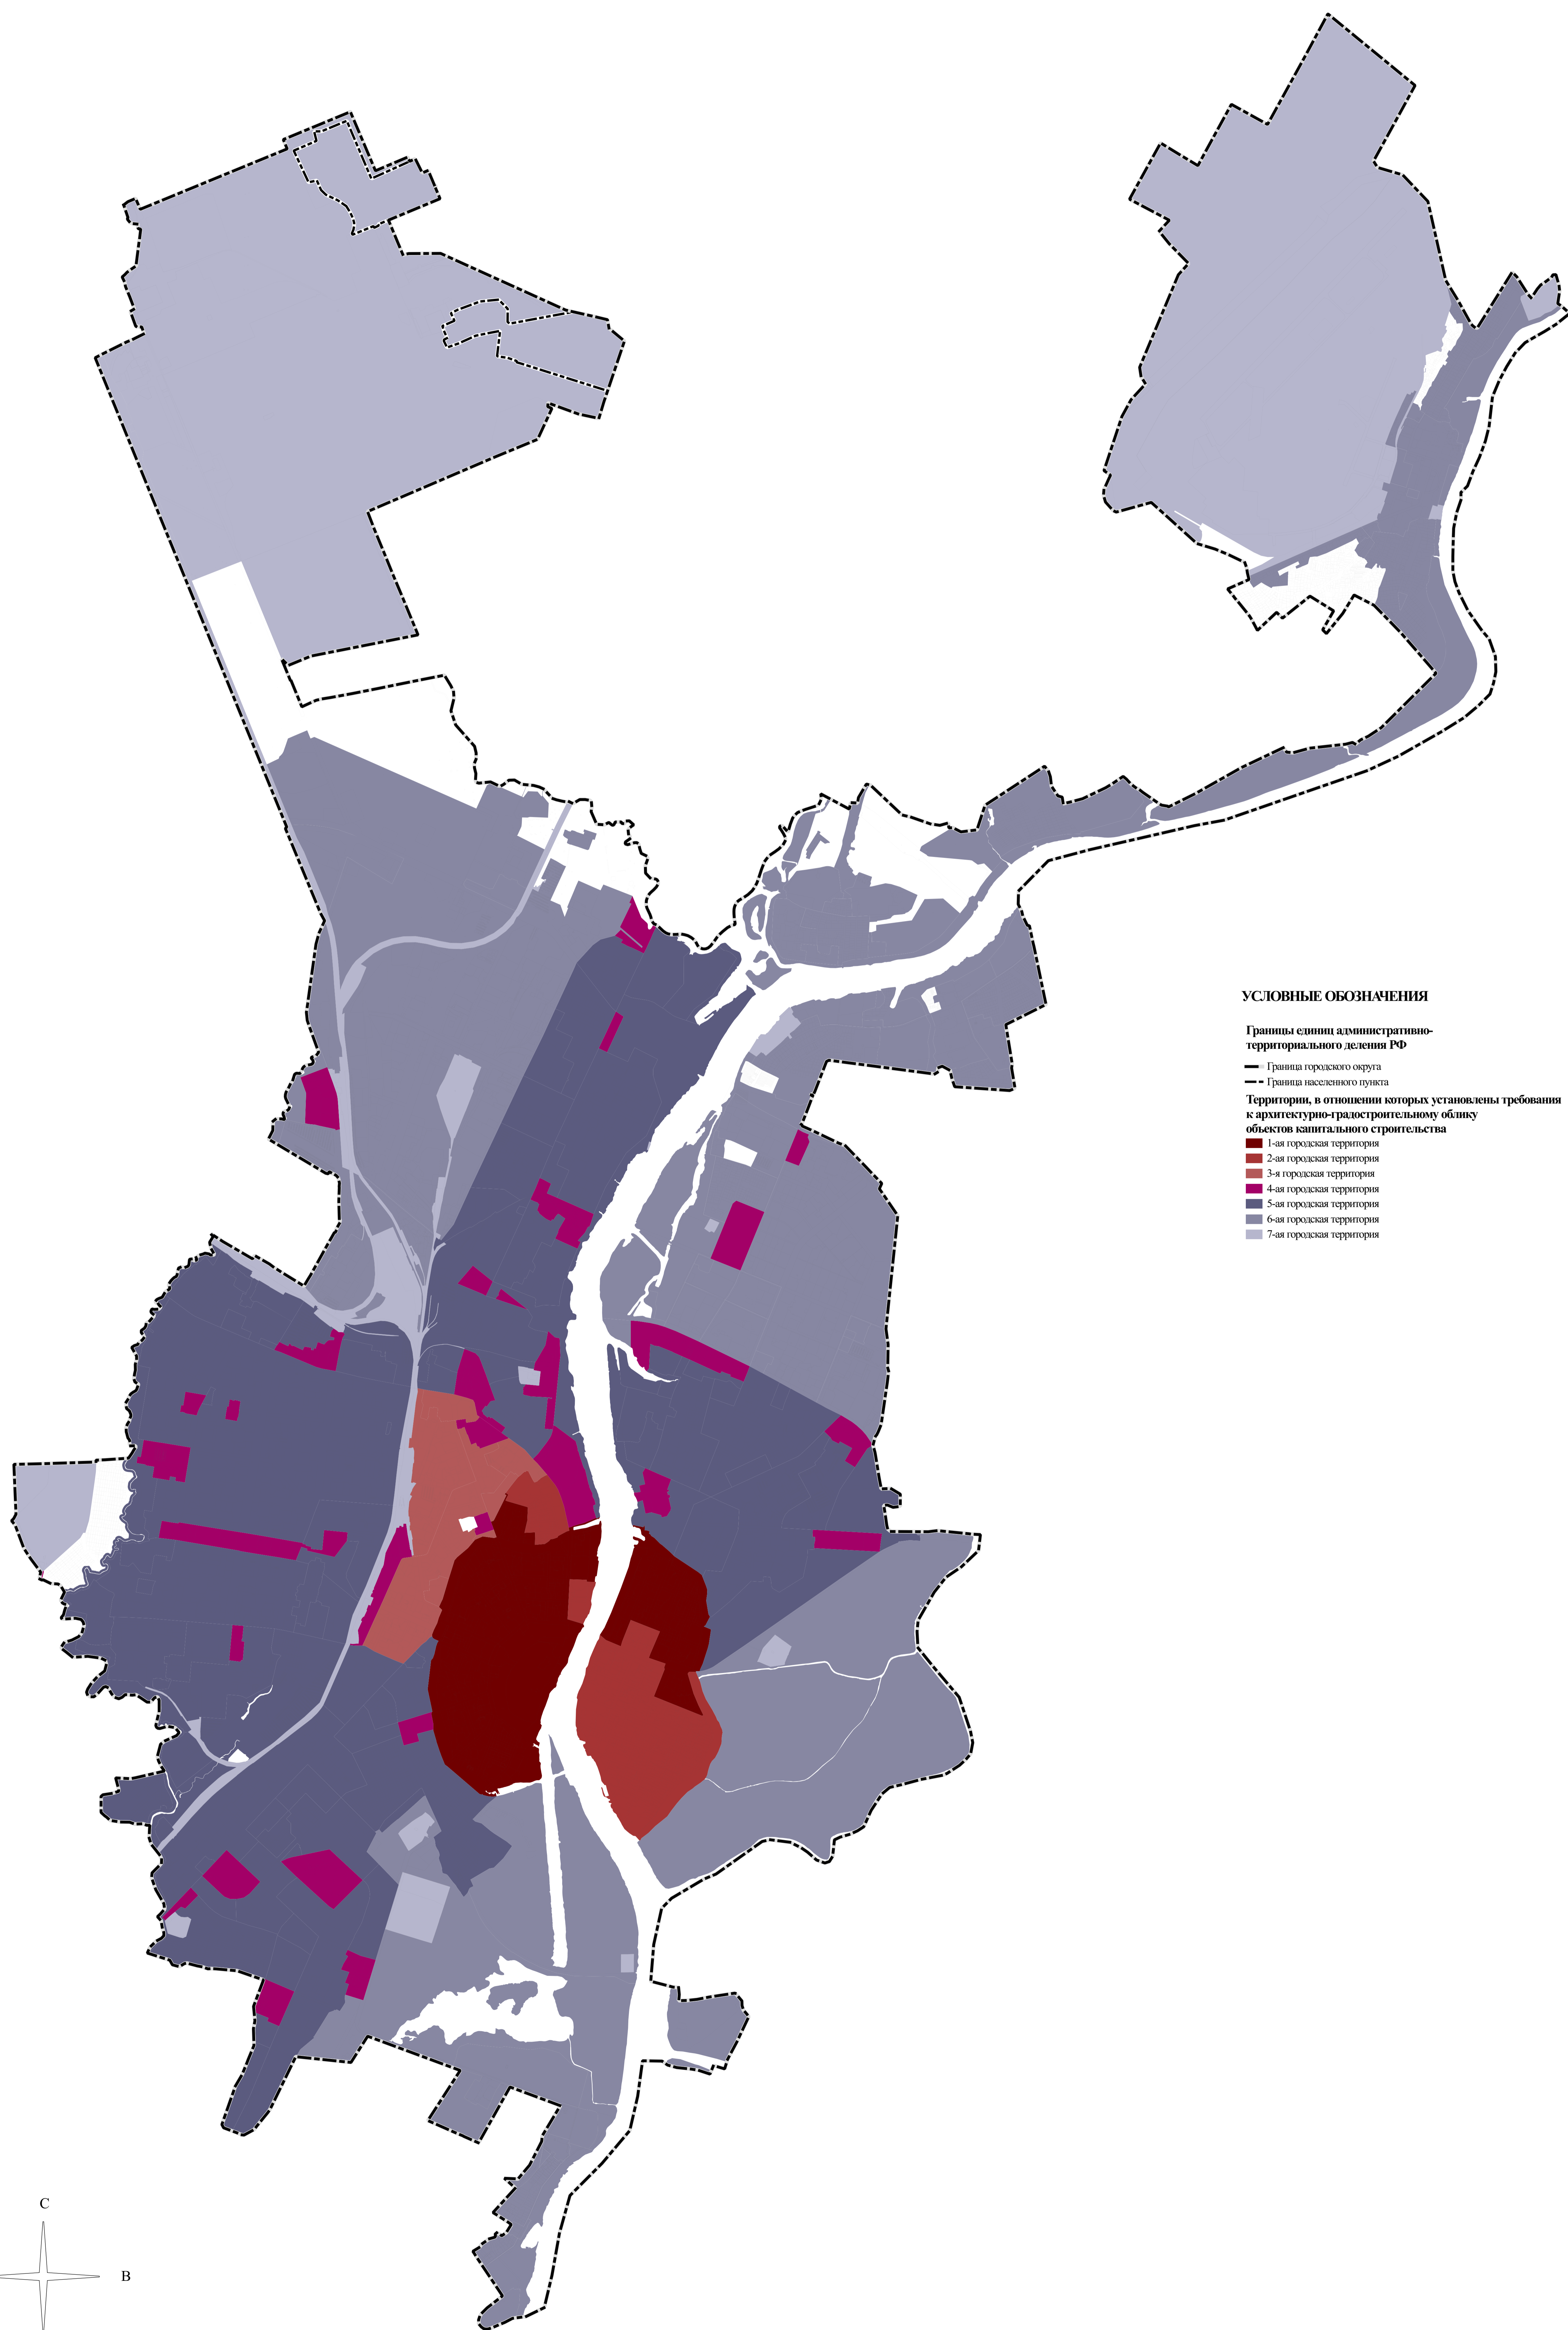 УСЛОВНЫЕ ОБОЗНАЧЕНИЯ
Границы единиц административно-
территориального деления РФ
Граница городского округа
Граница населенного пункта
Территории, в отношении которых установлены требования
к архитектурно-градостроительному облику
объектов капитального строительства
1-ая городская территория
2-ая городская территория
3-я городская территория
4-ая городская территория
5-ая городская территория
6-ая городская территория
7-ая городская территория
С
В